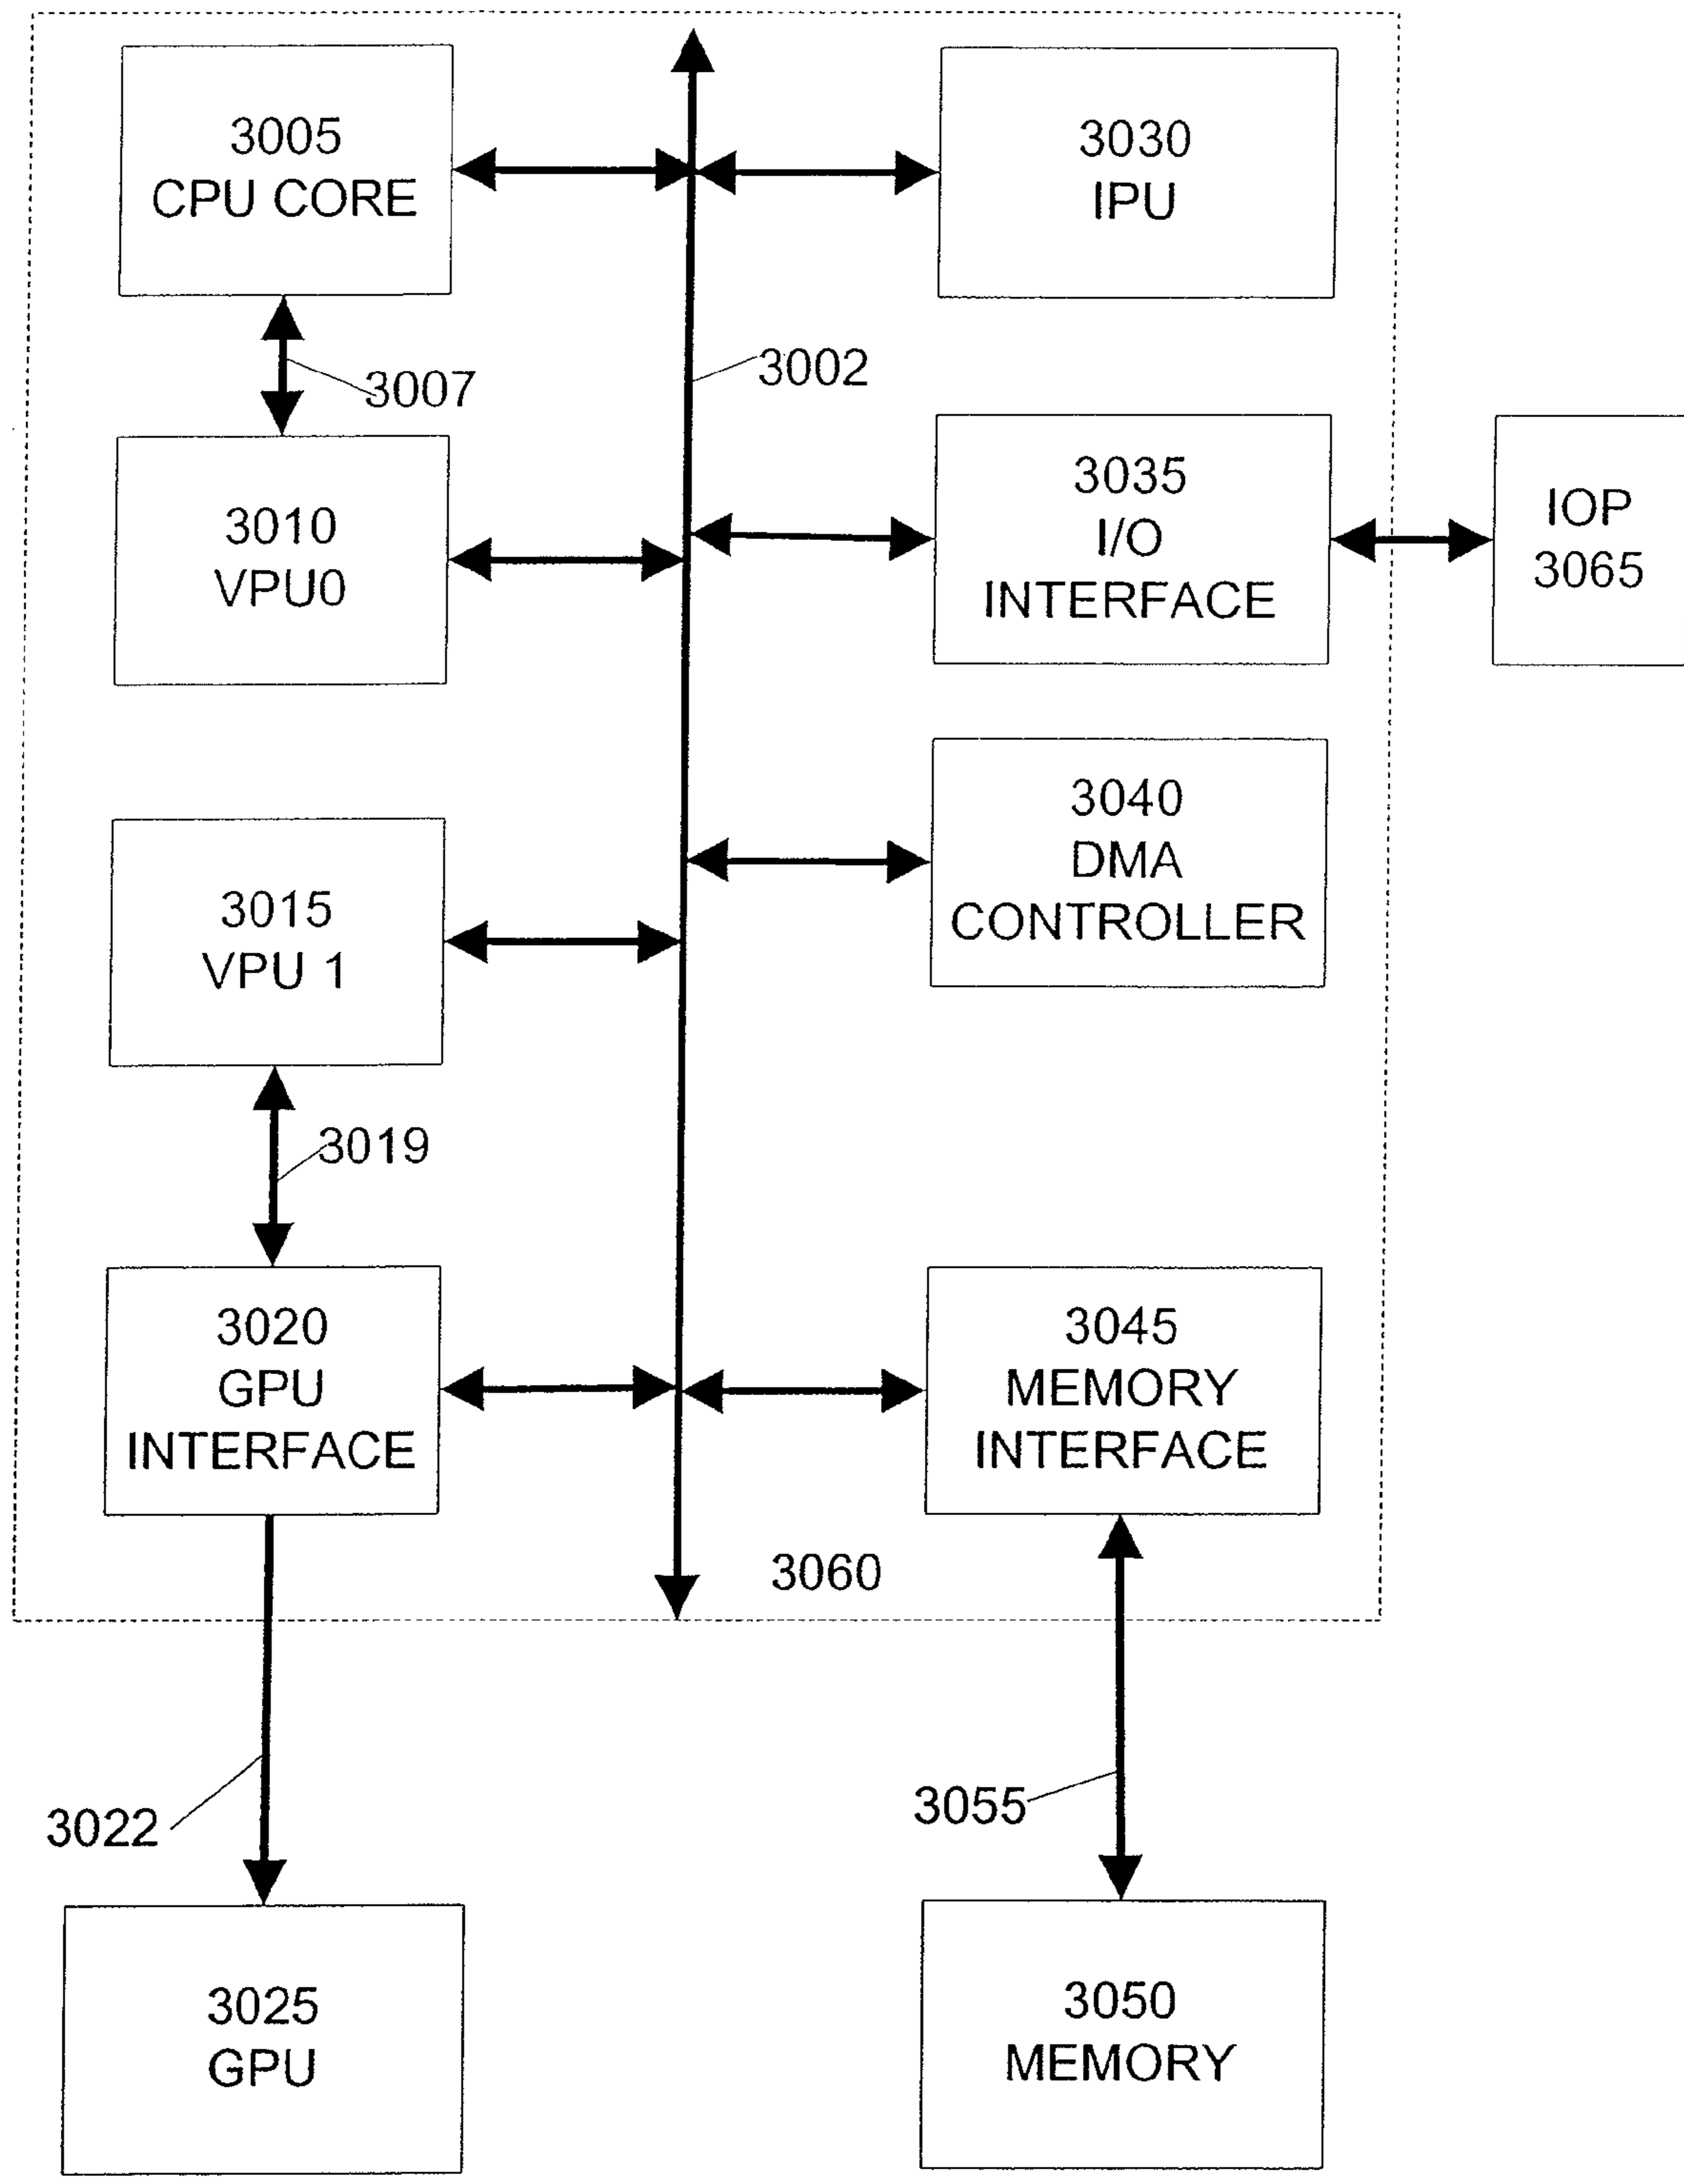 3005
CPU CORE
3030
IPU
3002
3007
3010
VPU0
3035
I/O
INTERFACE
IOP
3065
3040
DMA
CONTROLLER
3015
VPU 1
3019
3020
GPU
INTERFACE
3045
MEMORY
INTERFACE
3060
3022
3055
3025
GPU
3050
MEMORY